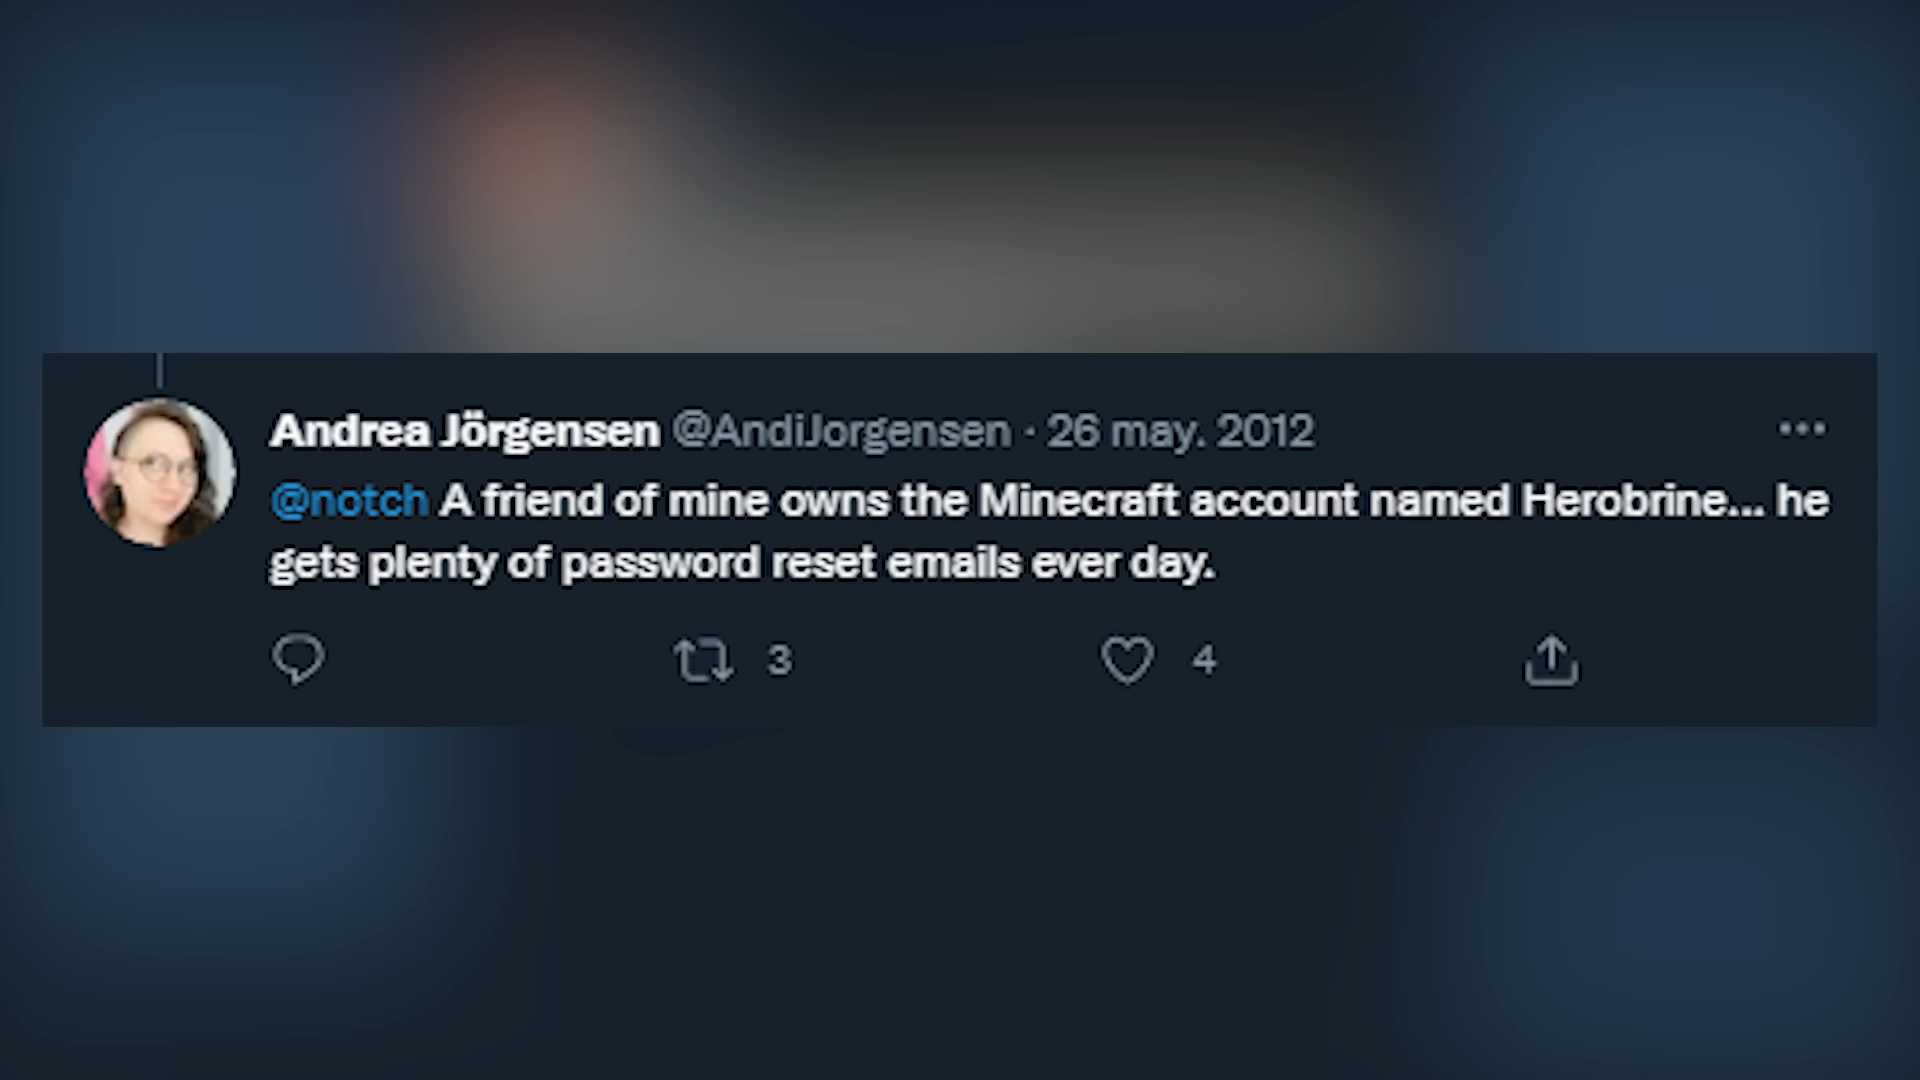 Andrea Jörgensen @AndiJorgensen · 26 may. 2012
@notch A friend of mine owns the Minecraft account named Herobrine... he
gets plenty of password reset emails ever day.
3 4